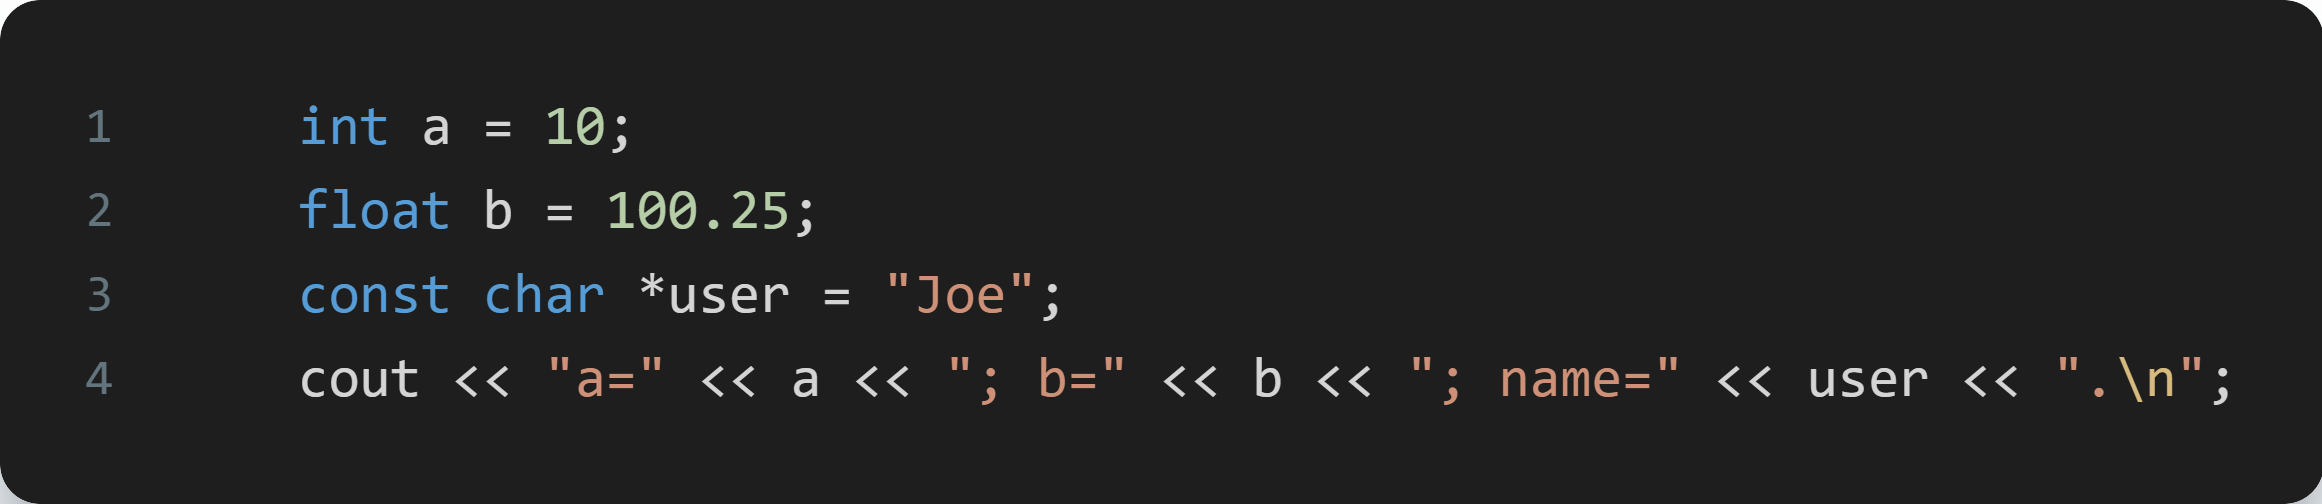 1 int a = 10;
2 float b = 100.25;
3 const char *user = "Joe";
4 cout << "a=" << a << "; b=" << b << "; name=" << user << ".\n";